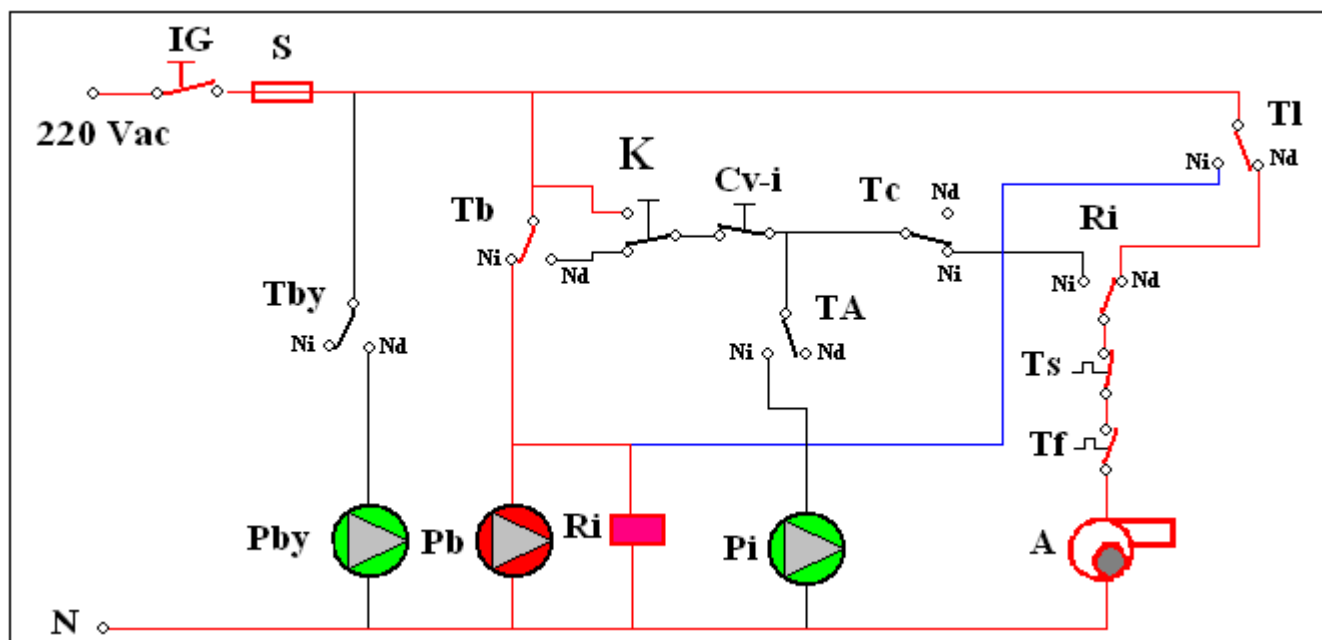 IG
S
220 Vac
K
Cv-i
Tc
Nd
Tl
Ni
Nd
Tb
Ri
Ni
Nd
Ni
Ni
Nd
Tby
TA
Ni
Nd
Ni
Nd
Ts
Tf
Pby
Pb
Ri
Pi
A
N